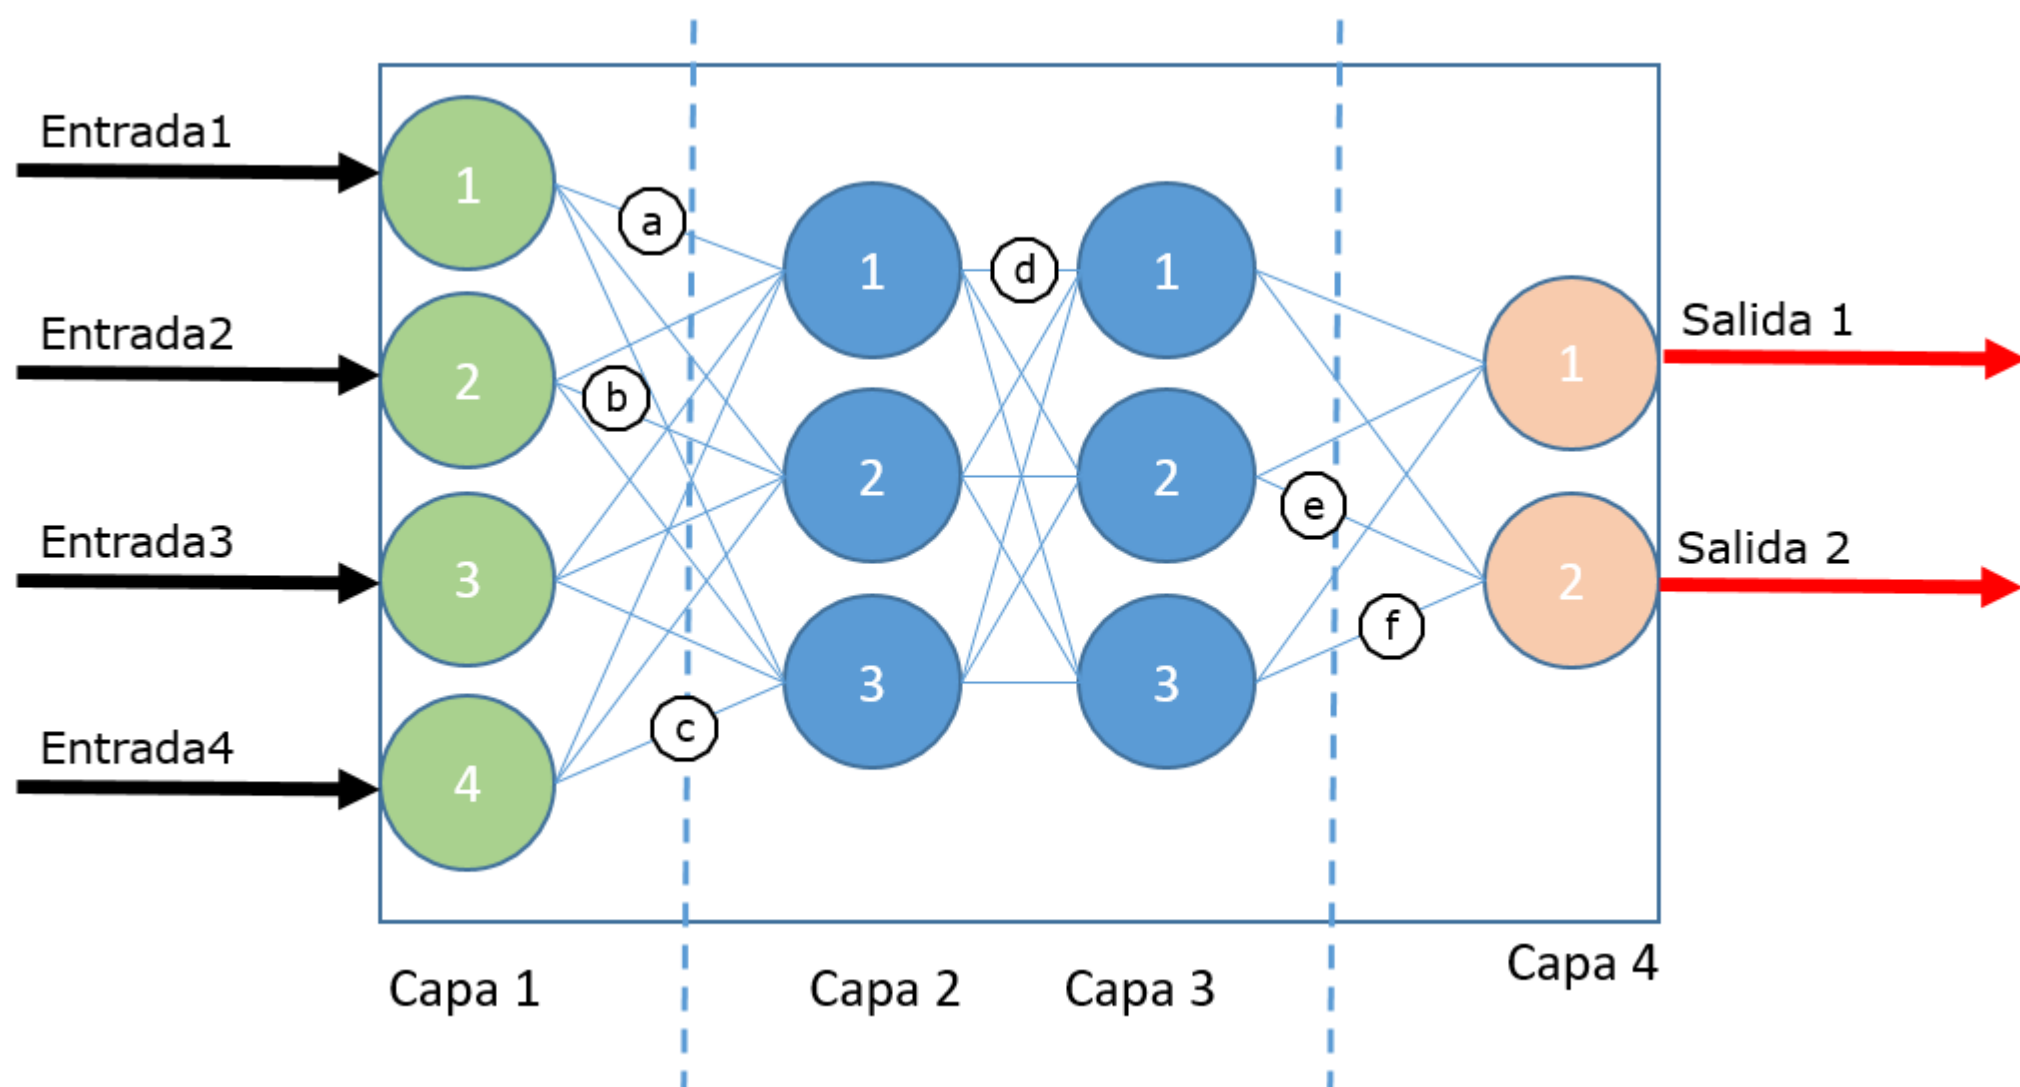 Entrada1
Entrada2
Entrada3
Entrada4
1
2
3
4
a
b
c
1
2
3
d
1
2
3
e
f
1
2
Salida 1
Salida 2
Capa 1
Capa 2
Capa 3
Capa 4